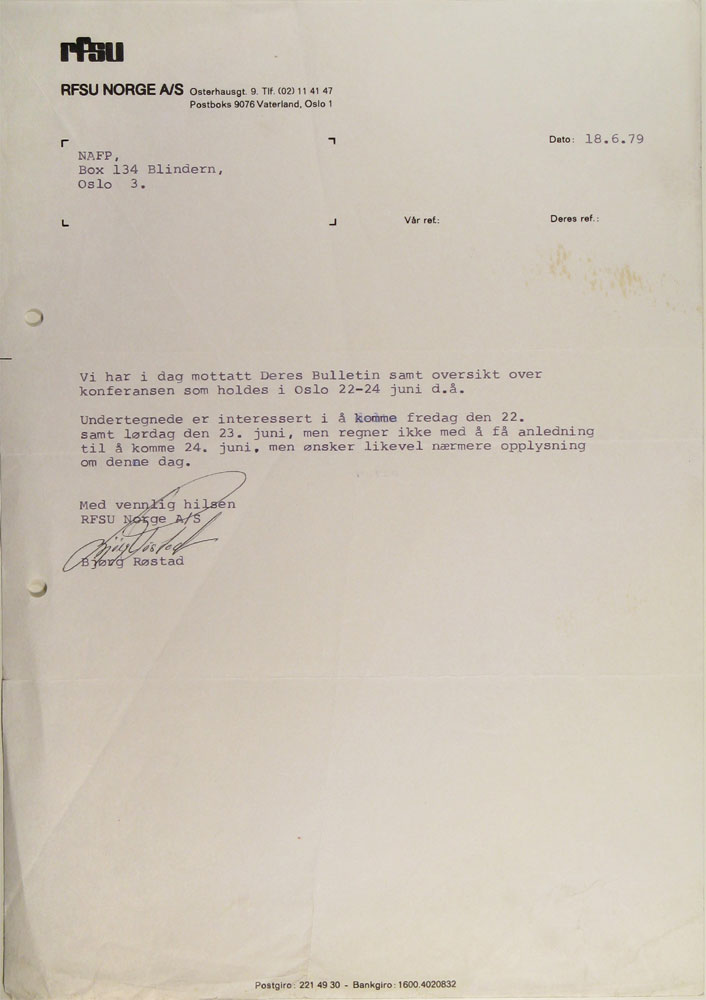 rfsu
RFSU NORGE A/S Osterhausgt. 9. Tlf. (02) 11 41 47
Postboks 9076 Vaterland, Oslo 1
Dato: 18.6.79
NAFP,
Box 134 Blindern,
Oslo 3.
Vår ref.: Deres ref.:
Vi har i dag mottatt Deres Bulletin samt oversikt over
konferansen som holdes i Oslo 22-24 juni d.å.
Undertegnede er interessert i å komme fredag den 22.
samt lørdag den 23. juni, men regner ikke med å få anledning
til å komme 24. juni, men ønsker likevel nærmere opplysning
om denne dag.
Med vennlig hilsen
RFSU Norge A/S
Bjørg Røstad
Bjørg Røstad
Postgiro: 221 49 30 - Bankgiro: 1600.4020832